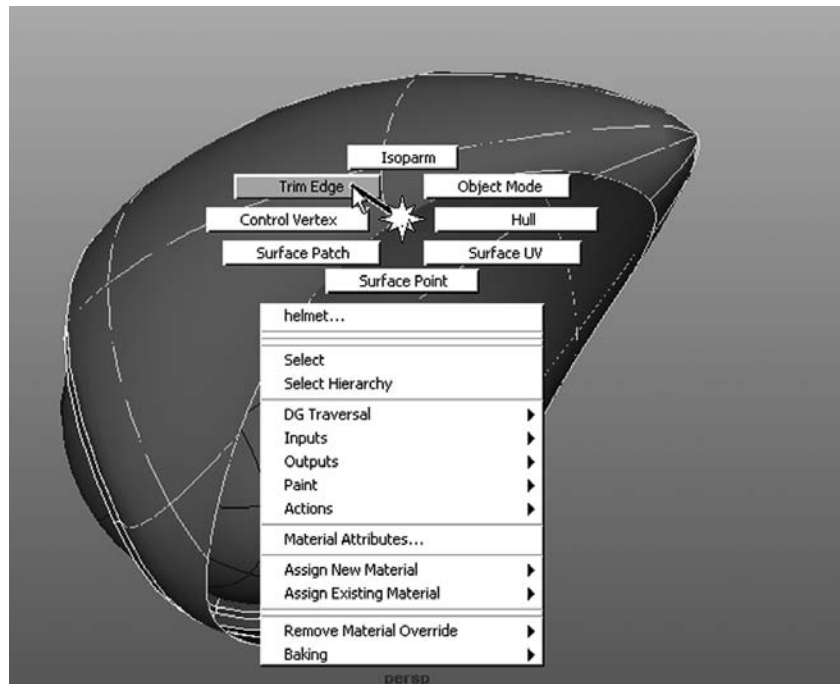 Isoparm
Trim Edge
Object Mode
Control Vertex
Hull
Surface Patch
Surface UV
Surface Point
helmet...
Select
Select Hierarchy
DG Traversal
Inputs
Outputs
Paint
Actions
Material Attributes...
Assign New Material
Assign Existing Material
Remove Material Override
Baking
persp